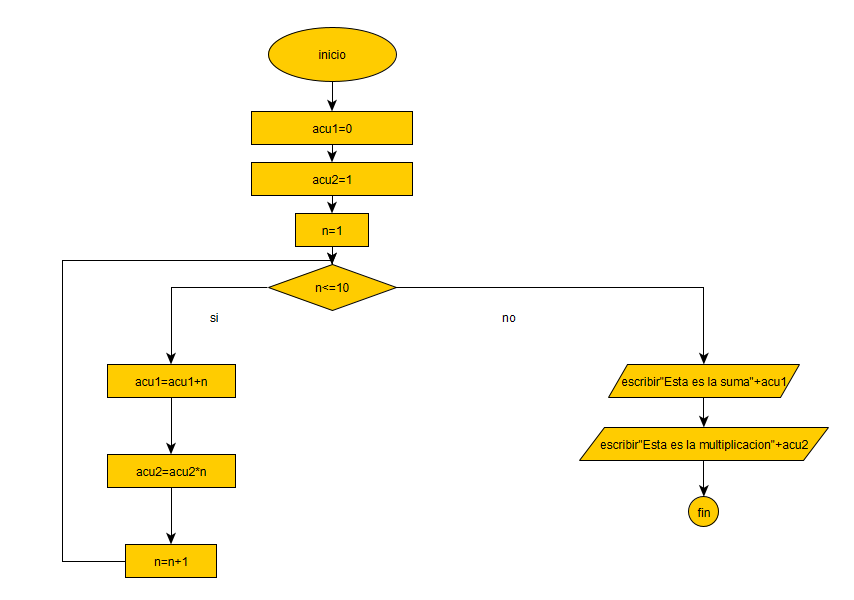 inicio
acu1=0
acu2=1
n=1
n<=10
si
no
acu1=acu1+n
escribir"Esta es la suma"+acu1
escribir"Esta es la multiplicacion"+acu2
acu2=acu2*n
fin
n=n+1